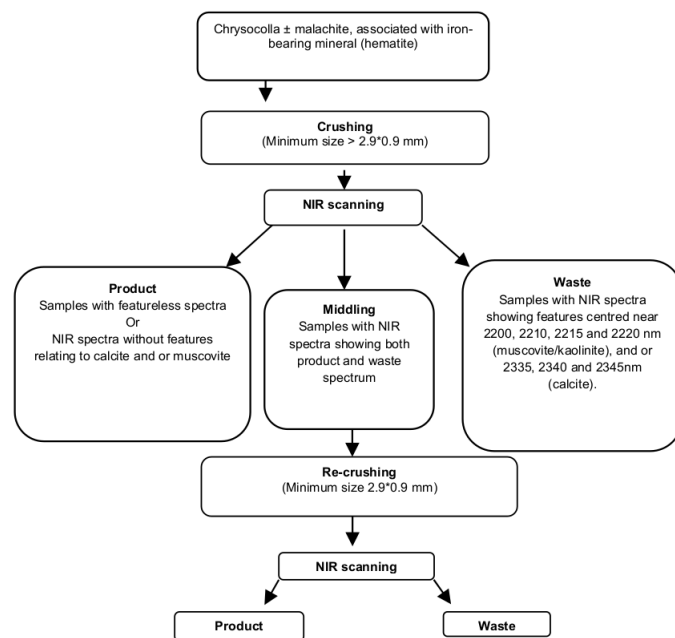 Chrysocolla ± malachite, associated with iron-
bearing mineral (hematite)
Crushing
(Minimum size > 2.9*0.9 mm)
NIR scanning
Product
Samples with featureless spectra
Or
NIR spectra without features
relating to calcite and or muscovite
Middling
Samples with NIR
spectra showing both
product and waste
spectrum
Waste
Samples with NIR spectra
showing features centred near
2200, 2210, 2215 and 2220 nm
(muscovite/kaolinite), and or
2335, 2340 and 2345nm
(calcite).
Re-crushing
(Minimum size 2.9*0.9 mm)
NIR scanning
Product
Waste